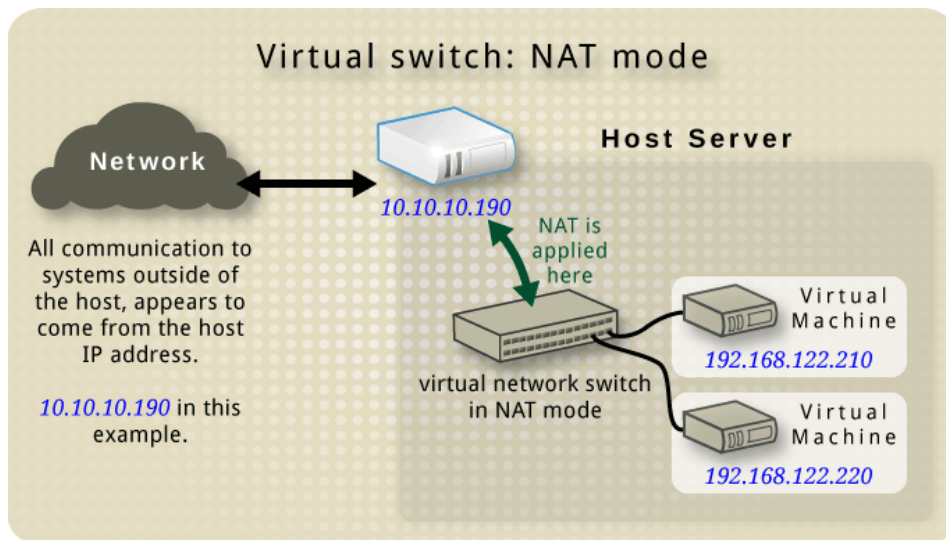 Virtual switch: NAT mode
Network
Host Server
10.10.10.190
NAT is
applied
here
All communication to
systems outside of
the host, appears to
come from the host
IP address.
10.10.10.190 in this
example.
virtual network switch
in NAT mode
Virtual
Machine
192.168.122.210
Virtual
Machine
192.168.122.220